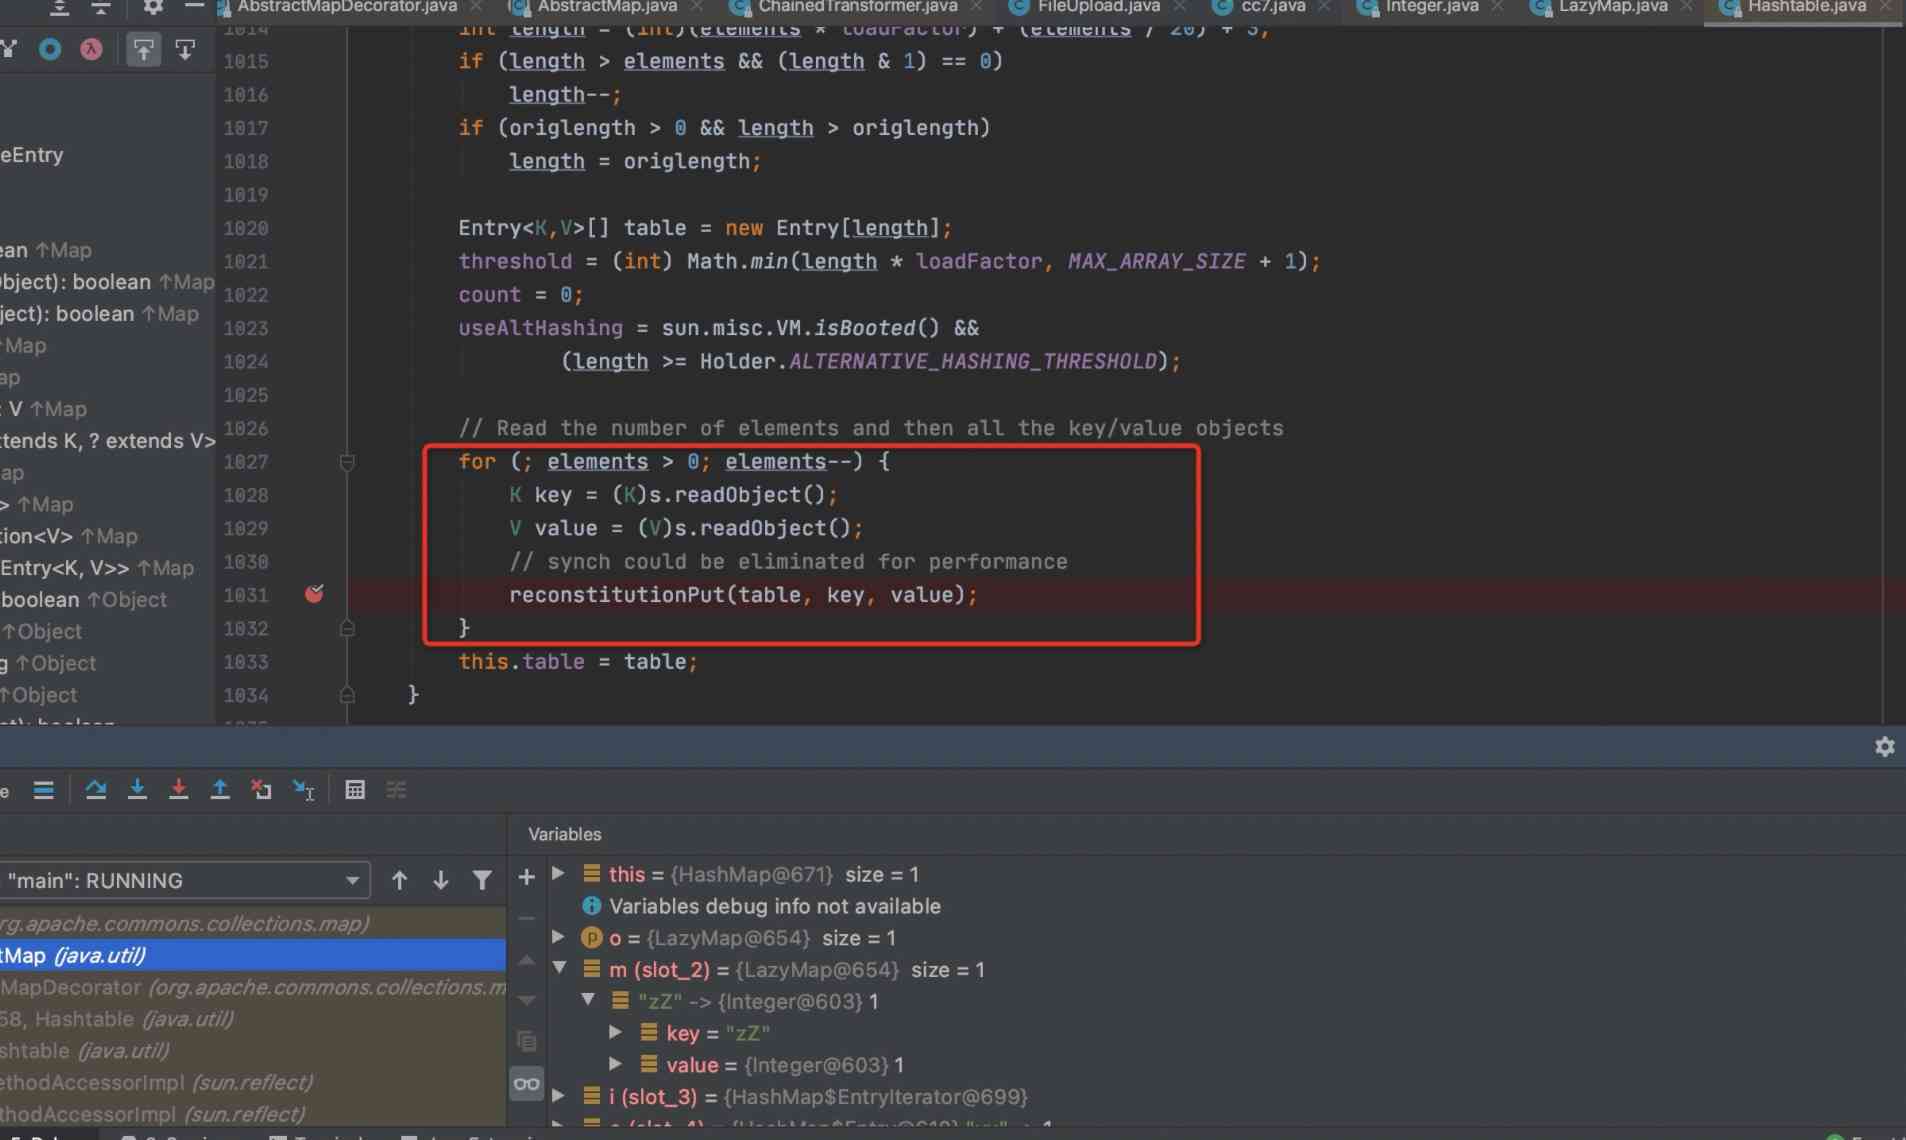 AbstractMapDecorator.java AbstractMap.java ChainedTransformer.java FileUpload.java cc7.java Integer.java LazyMap.java Hashtable.java
1014 int length = (int)(elements * loadFactor) + (elements / 20) + 3;
1015 if (length > elements && (length & 1) == 0)
1016 length--;
1017 if (origlength > 0 && length > origlength)
1018 length = origlength;
1019
1020 Entry<K,V>[] table = new Entry[length];
1021 threshold = (int) Math.min(length * loadFactor, MAX_ARRAY_SIZE + 1);
1022 count = 0;
1023 useAltHashing = sun.misc.VM.isBooted() &&
1024 (length >= Holder.ALTERNATIVE_HASHING_THRESHOLD);
1025
1026 // Read the number of elements and then all the key/value objects
1027 for (; elements > 0; elements--) {
1028 K key = (K)s.readObject();
1029 V value = (V)s.readObject();
1030 // synch could be eliminated for performance
1031 reconstitutionPut(table, key, value);
1032 }
1033 this.table = table;
1034 }
eEntry
ean ↑Map
bject): boolean ↑Map
ject): boolean ↑Map
↑Map
ap
: V ↑Map
ktends K, ? extends V>
ap
> ↑Map
tion<V> ↑Map
Entry<K, V>> ↑Map
boolean ↑Object
↑Object
g ↑Object
↑Object
e
"main": RUNNING
rg.apache.commons.collections.map)
tMap (java.util)
MapDecorator (org.apache.commons.collections.m
58, Hashtable (java.util)
shtable (java.util)
ethodAccessorImpl (sun.reflect)
thodAccessorImpl (sun.reflect)
Variables
this = {HashMap@671} size = 1
Variables debug info not available
o = {LazyMap@654} size = 1
m (slot_2) = {LazyMap@654} size = 1
"zZ" -> {Integer@603} 1
key = "zZ"
value = {Integer@603} 1
i (slot_3) = {HashMap$EntryIterator@699}